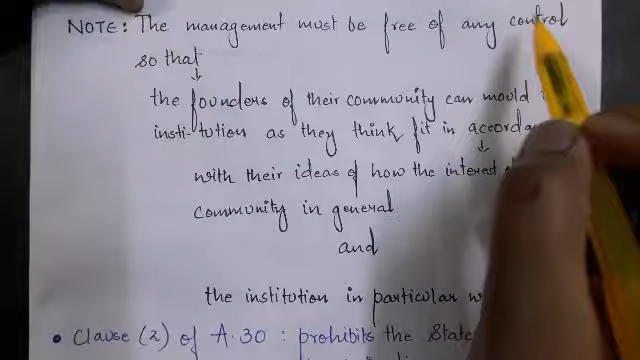 NOTE: The management must be free of any control
so that
↓
the founders of their community can mould
insti-tution as they think fit in
↓
with their ideas of how the interest
community in general
and
the institution in particular
• Clause (2) of A.30 : prohibits the State